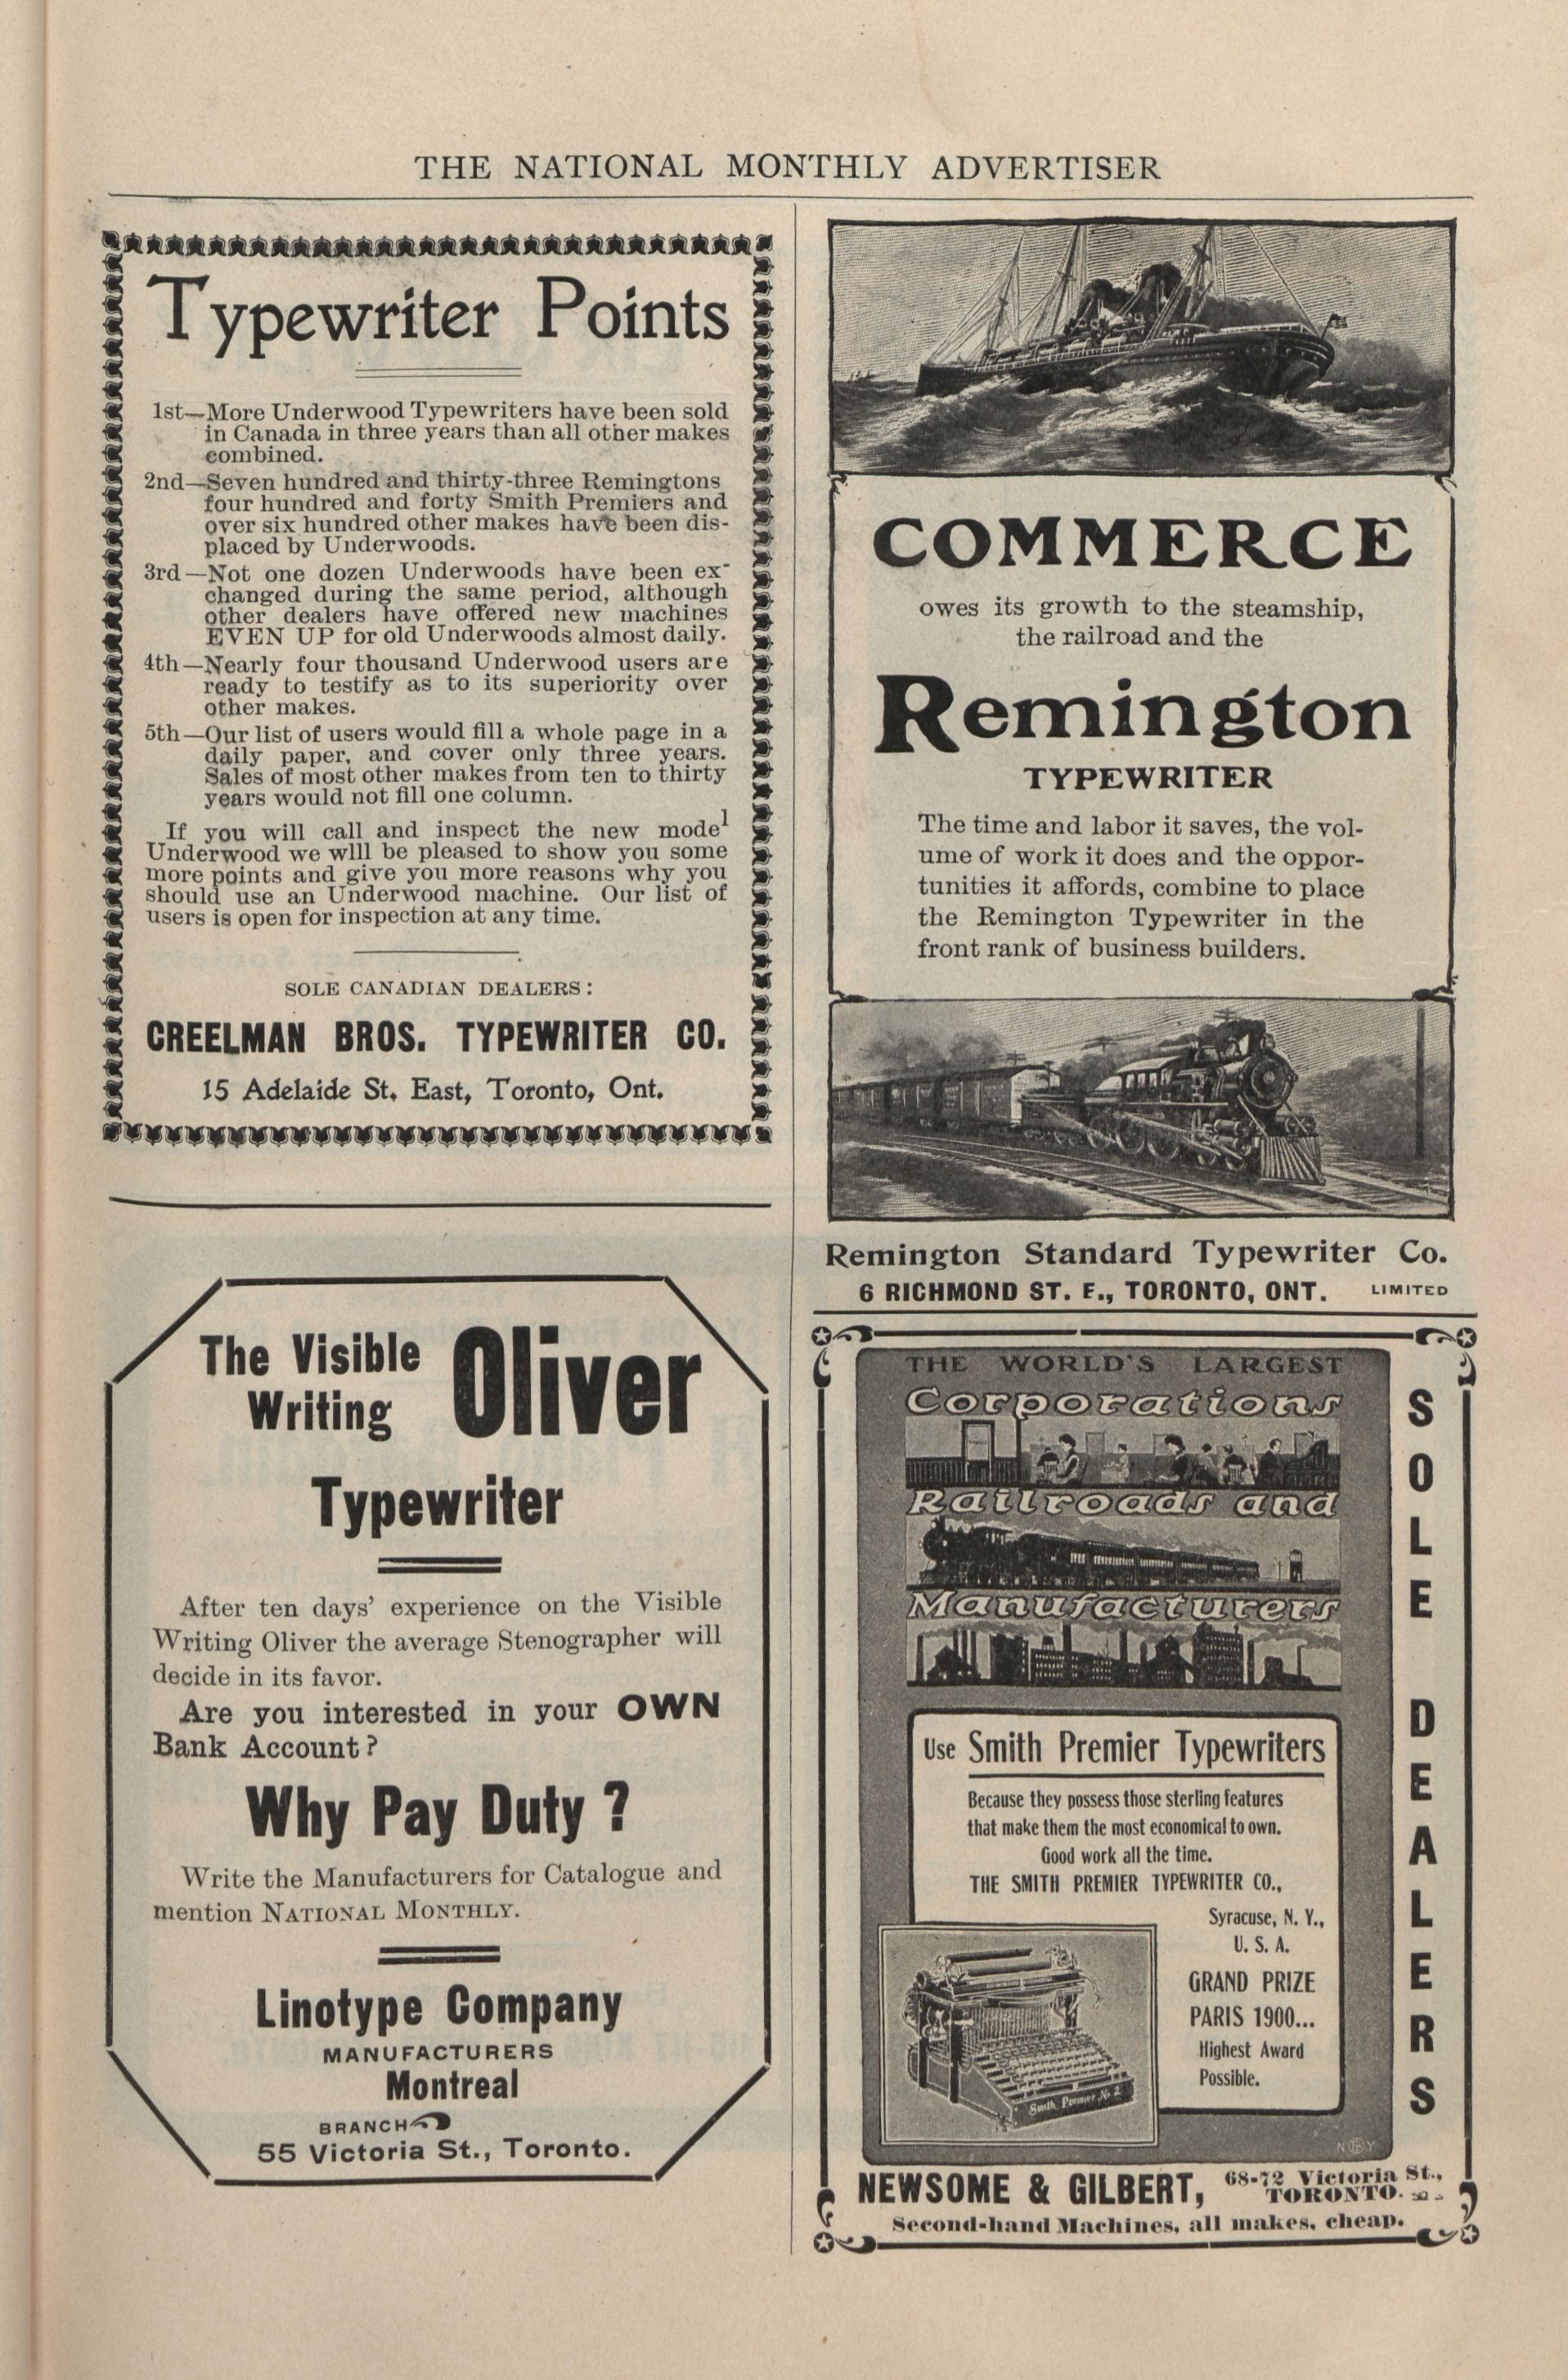 THE NATIONAL MONTHLY ADVERTISER
Typewriter Points
1st—More Underwood Typewriters have been sold
in Canada in three years than all other makes
combined.
2nd—Seven hundred and thirty-three Remingtons
four hundred and forty Smith Premiers and
over six hundred other makes have been dis-
placed by Underwoods.
3rd—Not one dozen Underwoods have been ex-
changed during the same period, although
other dealers have offered new machines
EVEN UP for old Underwoods almost daily.
4th—Nearly four thousand Underwood users are
ready to testify as to its superiority over
other makes.
5th—Our list of users would fill a whole page in a
daily paper, and cover only three years.
Sales of most other makes from ten to thirty
years would not fill one column.
If you will call and inspect the new model
Underwood we wlll be pleased to show you some
more points and give you more reasons why you
should use an Underwood machine. Our list of
users is open for inspection at any time.
SOLE CANADIAN DEALERS:
CREELMAN BROS. TYPEWRITER CO.
15 Adelaide St. East, Toronto, Ont.
The Visible
Writing
Oliver
Typewriter
After ten days' experience on the Visible
Writing Oliver the average Stenographer will
decide in its favor.
Are you interested in your OWN
Bank Account?
Why Pay Duty?
Write the Manufacturers for Catalogue and
mention NATIONAL MONTHLY.
Linotype Company
MANUFACTURERS
Montreal
BRANCH
55 Victoria St., Toronto.
COMMERCE
owes its growth to the steamship,
the railroad and the
Remington
TYPEWRITER
The time and labor it saves, the vol-
ume of work it does and the oppor-
tunities it affords, combine to place
the Remington Typewriter in the
front rank of business builders.
Remington Standard Typewriter Co.
6 RICHMOND ST. E., TORONTO, ONT. LIMITED
THE WORLD'S LARGEST
Corporations
Railroads and
Manufacturers
Use Smith Premier Typewriters
Because they possess those sterling features
that make them the most economical to own.
Good work all the time.
THE SMITH PREMIER TYPEWRITER CO.,
Syracuse, N. Y.,
U. S. A.
GRAND PRIZE
PARIS 1900...
Highest Award
Possible.
Smith Premier No 2
SOLE DEALERS
NEWSOME & GILBERT, 68-72 Victoria St.,
TORONTO.
Second-hand Machines, all makes, cheap.